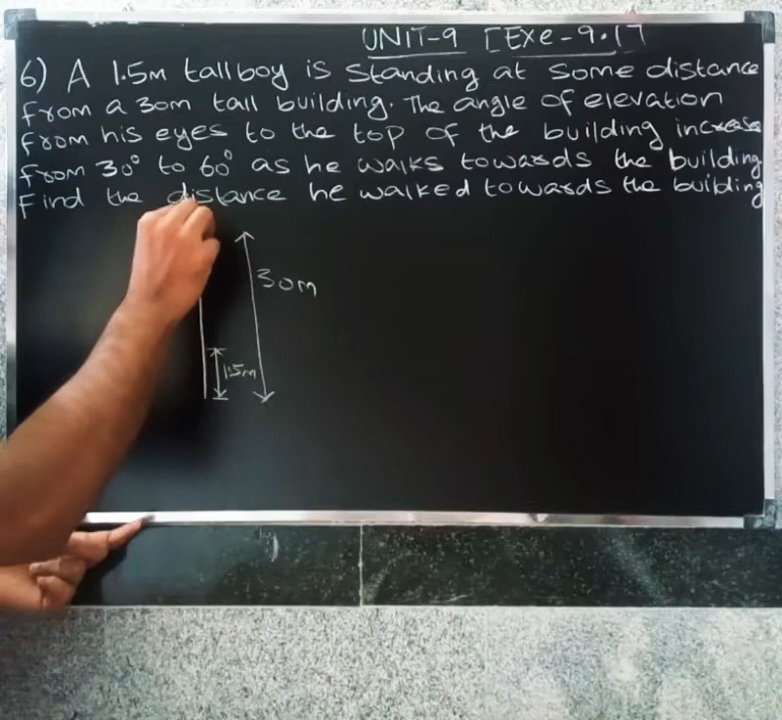 UNIT-9 [Exe-9.1]
6) A 1.5m tall boy is standing at some distance
from a 30m tall building. The angle of elevation
from his eyes to the top of the building increase
from 30° to 60° as he walks towards the building
Find the distance he walked towards the building
30m
1.5m